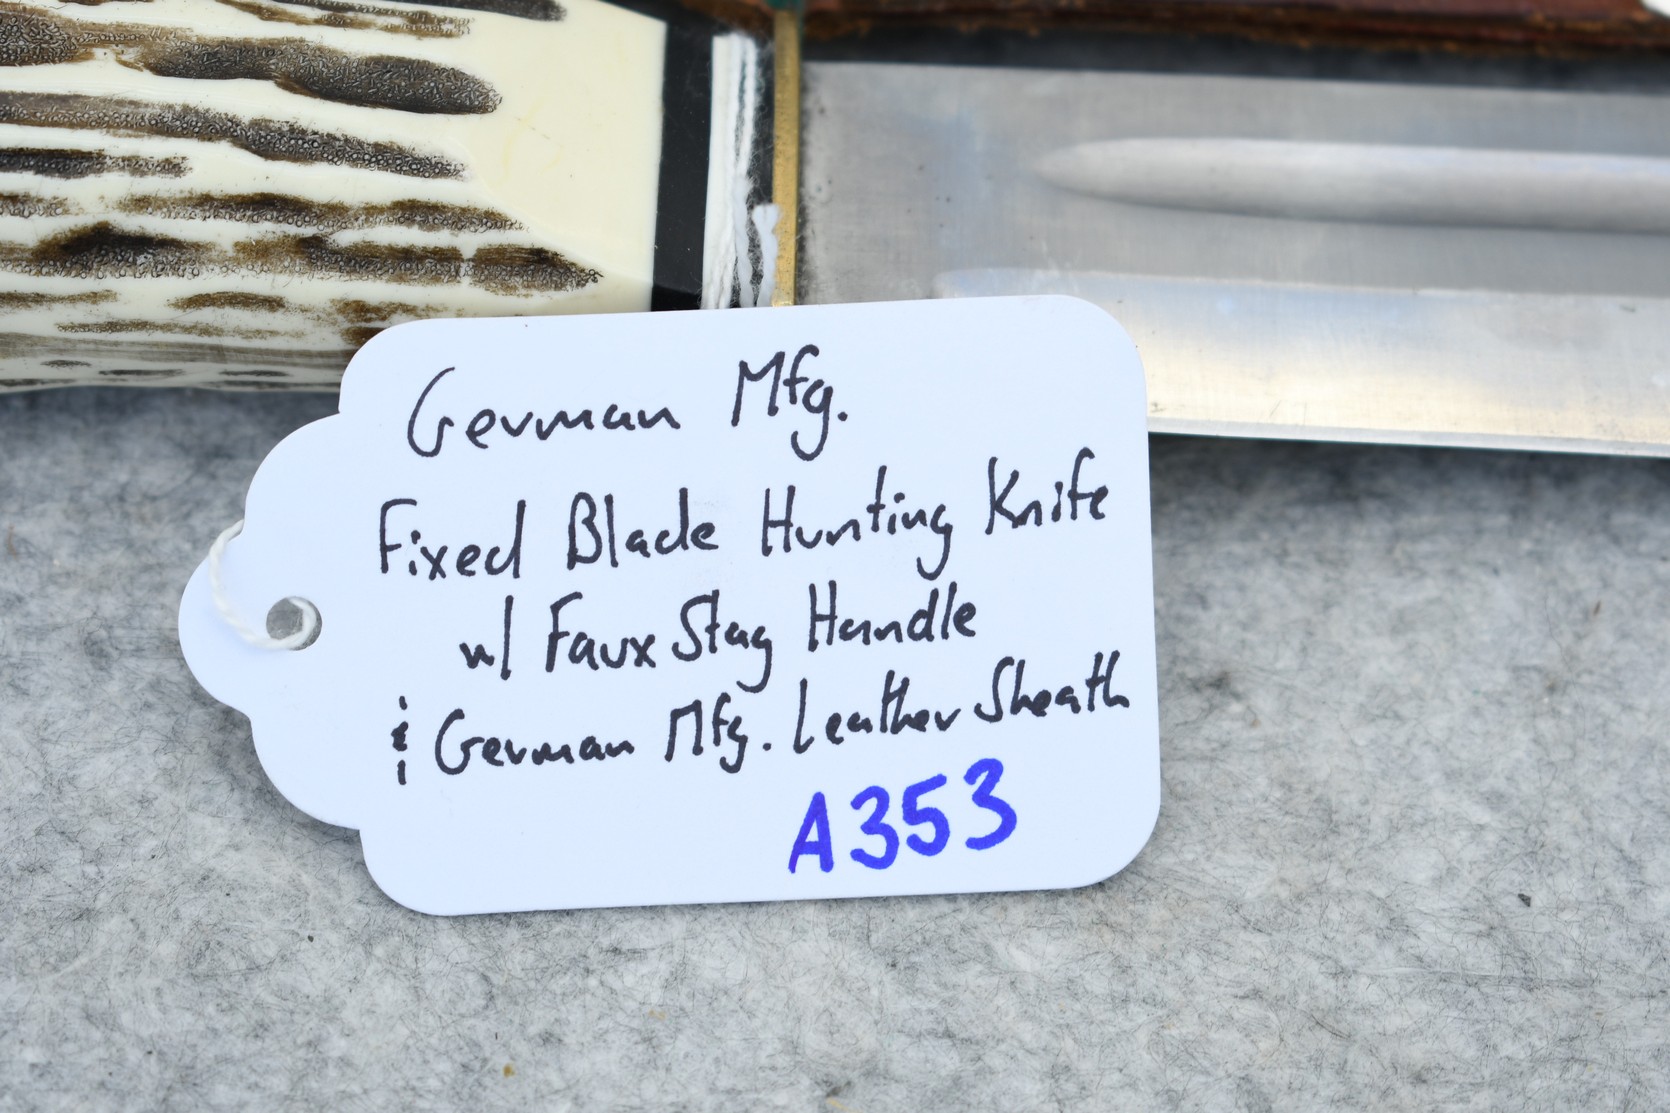 German Mfg.
Fixed Blade Hunting Knife
w/ Faux Stag Handle
& German Mfg. Leather Sheath
A353